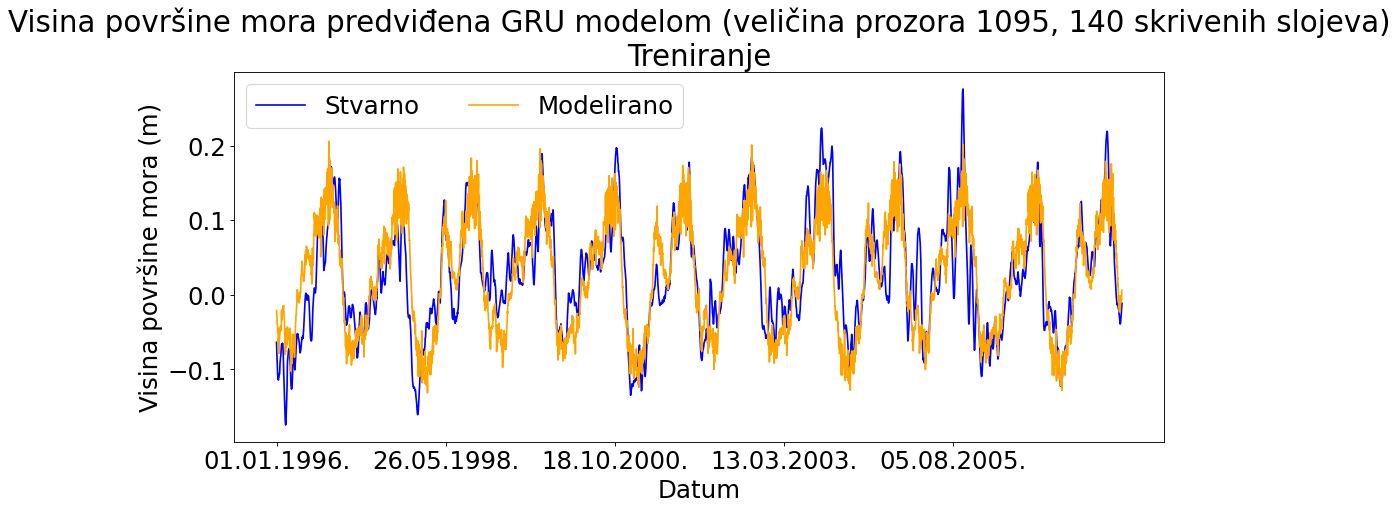 Visina površine mora predviđena GRU modelom (veličina prozora 1095, 140 skrivenih slojeva)
Treniranje
Stvarno
Modelirano
Visina površine mora (m)
0.2
0.1
0.0
−0.1
01.01.1996.
26.05.1998.
18.10.2000.
13.03.2003.
05.08.2005.
Datum